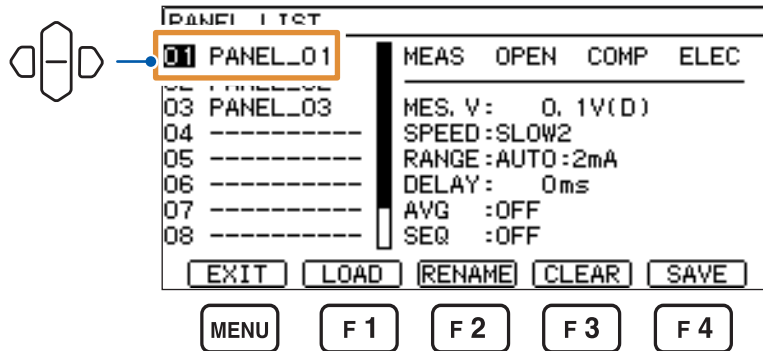 PANEL LIST
01 PANEL_01 MEAS OPEN COMP ELEC
02 PANEL_02
03 PANEL_03 MES.V: 0.1V(D)
04 ---------- SPEED:SLOW2
05 ---------- RANGE:AUTO:2mA
06 ---------- DELAY: 0ms
07 ---------- AVG :OFF
08 ---------- SEQ :OFF
EXIT LOAD RENAME CLEAR SAVE
MENU F 1 F 2 F 3 F 4